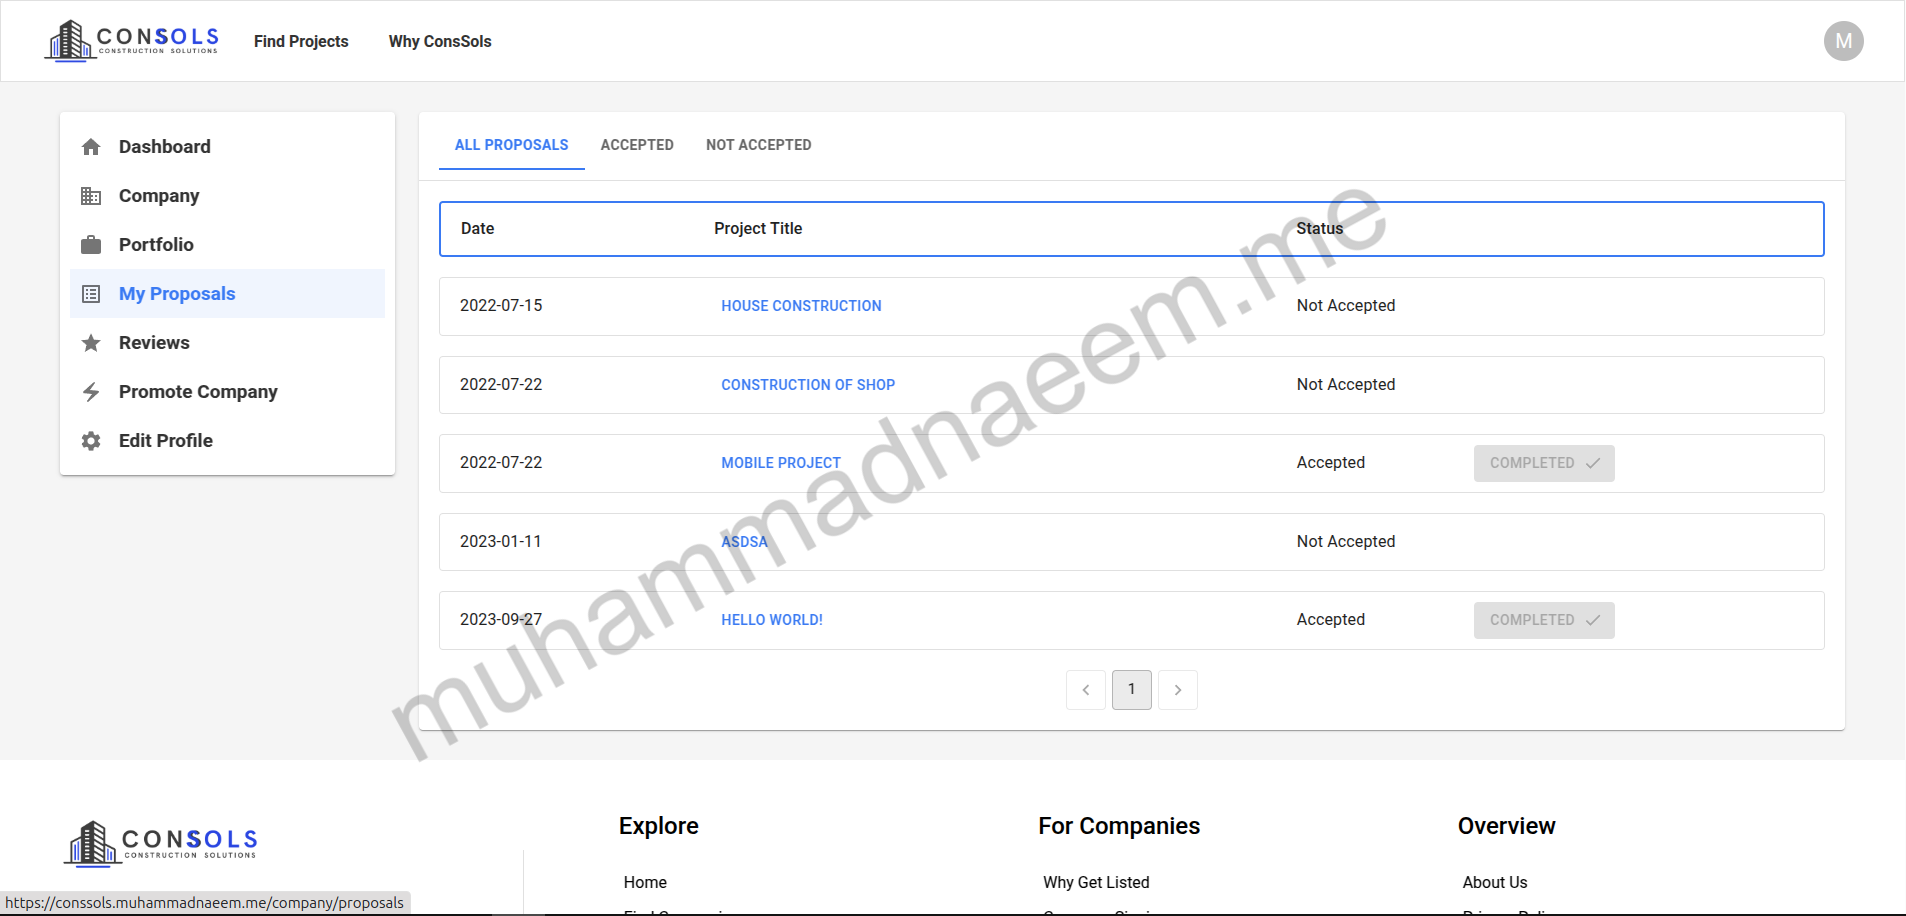 CONSOLS
CONSTRUCTION SOLUTIONS
Find Projects
Why ConsSols
M
Dashboard
Company
Portfolio
My Proposals
Reviews
Promote Company
Edit Profile
ALL PROPOSALS ACCEPTED NOT ACCEPTED
Date Project Title Status
2022-07-15 HOUSE CONSTRUCTION Not Accepted
2022-07-22 CONSTRUCTION OF SHOP Not Accepted
2022-07-22 MOBILE PROJECT Accepted COMPLETED
2023-01-11 ASDSA Not Accepted
2023-09-27 HELLO WORLD! Accepted COMPLETED
1
muhammadnaeem.me
CONSOLS
CONSTRUCTION SOLUTIONS
Explore
Home
For Companies
Why Get Listed
Overview
About Us
https://conssols.muhammadnaeem.me/company/proposals